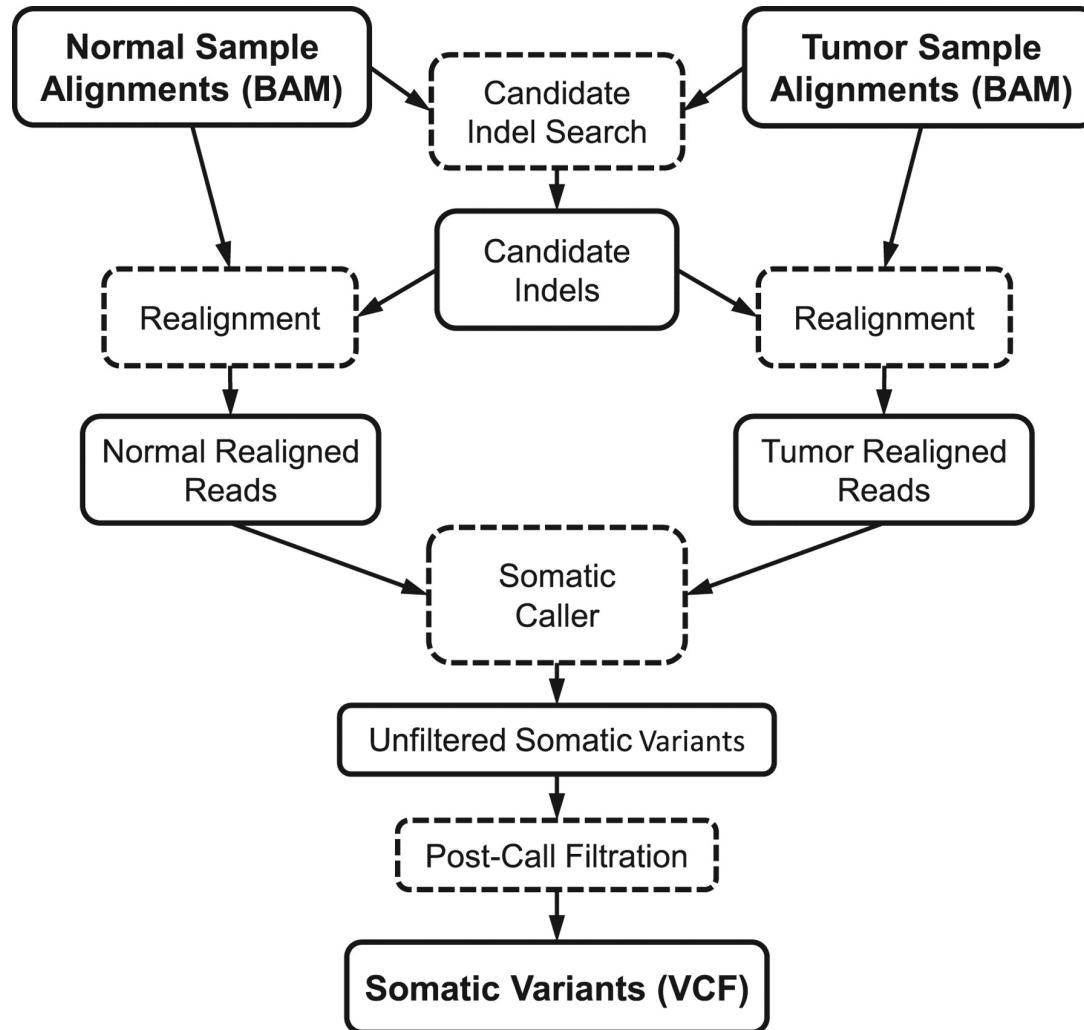 Normal Sample
Alignments (BAM)
Candidate
Indel Search
Tumor Sample
Alignments (BAM)
Candidate
Indels
Realignment
Realignment
Normal Realigned
Reads
Tumor Realigned
Reads
Somatic
Caller
Unfiltered Somatic Variants
Post-Call Filtration
Somatic Variants (VCF)